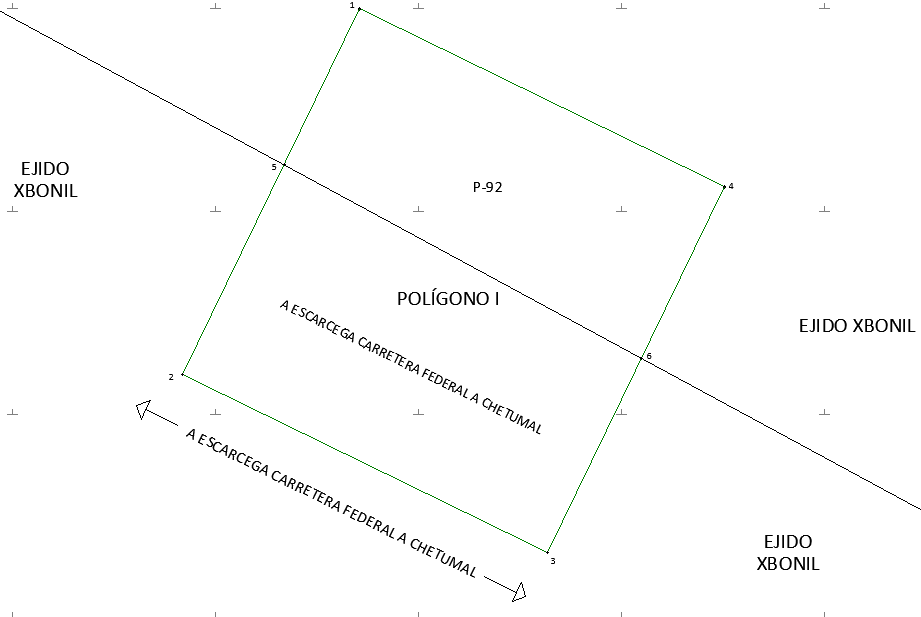 1
5
EJIDO
XBONIL
P-92
4
POLÍGONO I
A ESCARCEGA CARRETERA FEDERAL A CHETUMAL
EJIDO XBONIL
6
2
A ESCARCEGA CARRETERA FEDERAL A CHETUMAL
3
EJIDO
XBONIL